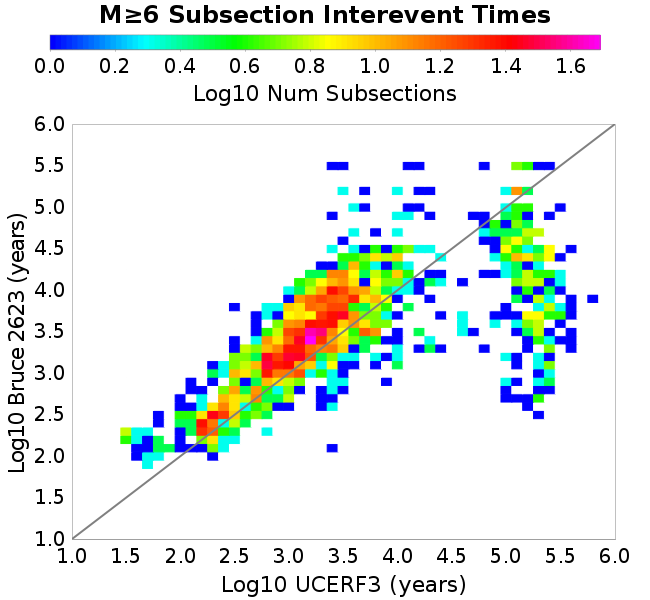 M≥6 Subsection Interevent Times
0.0 0.2 0.4 0.6 0.8 1.0 1.2 1.4 1.6
Log10 Num Subsections
6.0
5.5
5.0
4.5
4.0
3.5
3.0
2.5
2.0
1.5
1.0
Log10 Bruce 2623 (years)
1.0 1.5 2.0 2.5 3.0 3.5 4.0 4.5 5.0 5.5 6.0
Log10 UCERF3 (years)